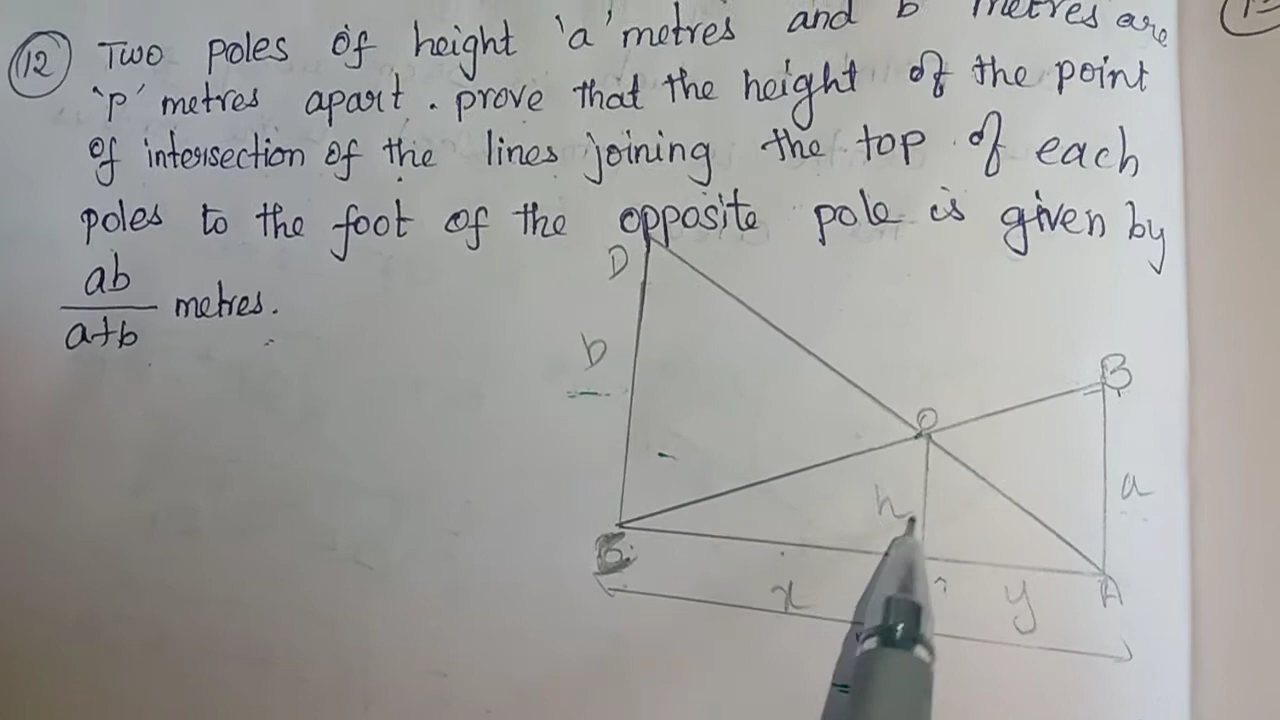 12 Two poles of height 'a' metres and b metres are
'p' metres apart. prove that the height of the point
of intersection of the lines joining the top of each
poles to the foot of the opposite pole is given by
ab
a+b metres.
D
b
B
O
a
h
x
y
A